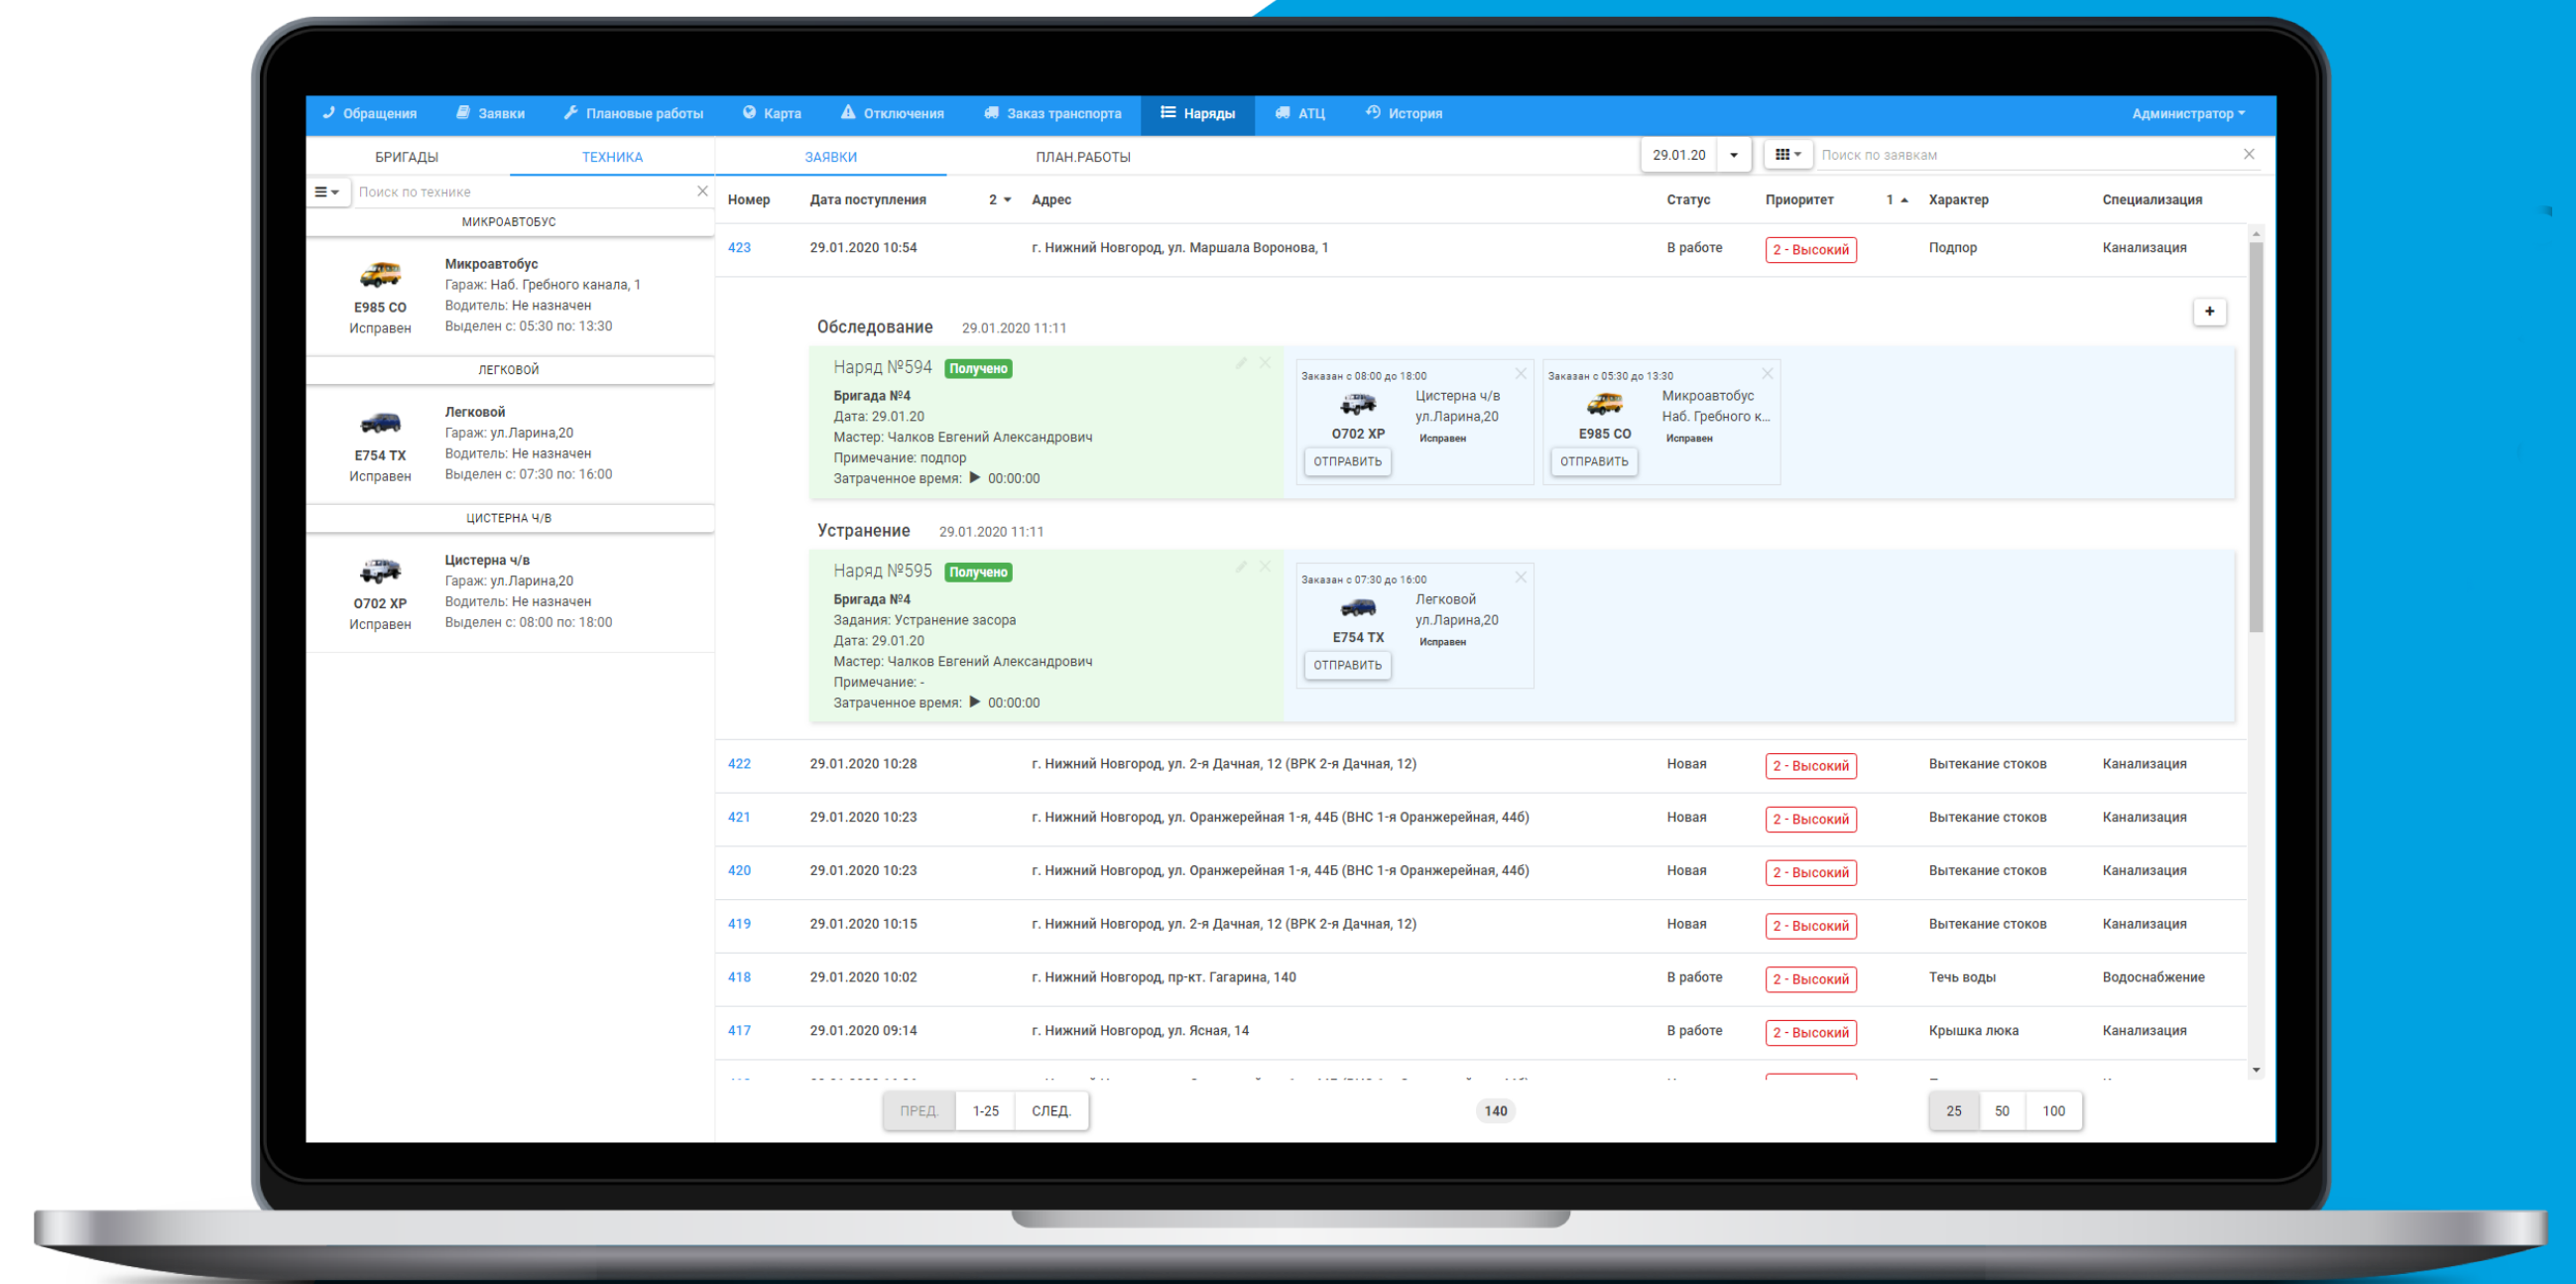 Обращения Заявки Плановые работы Карта Отключения Заказ транспорта Наряды АТЦ История Администратор
БРИГАДЫ ТЕХНИКА
Поиск по технике
МИКРОАВТОБУС
Е985 СО
Исправен
Микроавтобус
Гараж: Наб. Гребного канала, 1
Водитель: Не назначен
Выделен с: 05:30 по: 13:30
ЛЕГКОВОЙ
Е754 ТХ
Исправен
Легковой
Гараж: ул.Ларина,20
Водитель: Не назначен
Выделен с: 07:30 по: 16:00
ЦИСТЕРНА Ч/В
О702 ХР
Исправен
Цистерна ч/в
Гараж: ул.Ларина,20
Водитель: Не назначен
Выделен с: 08:00 по: 18:00
ЗАЯВКИ ПЛАН.РАБОТЫ 29.01.20 Поиск по заявкам
Номер Дата поступления 2 Адрес Статус Приоритет 1 Характер Специализация
423 29.01.2020 10:54 г. Нижний Новгород, ул. Маршала Воронова, 1 В работе 2 - Высокий Подпор Канализация
+
Обследование 29.01.2020 11:11
Наряд №594 Получено
Бригада №4
Дата: 29.01.20
Мастер: Чалков Евгений Александрович
Примечание: подпор
Затраченное время: 00:00:00
Заказан с 08:00 до 18:00
О702 ХР
ОТПРАВИТЬ
Цистерна ч/в
ул.Ларина,20
Исправен
Заказан с 05:30 до 13:30
Е985 СО
ОТПРАВИТЬ
Микроавтобус
Наб. Гребного к...
Исправен
Устранение 29.01.2020 11:11
Наряд №595 Получено
Бригада №4
Задания: Устранение засора
Дата: 29.01.20
Мастер: Чалков Евгений Александрович
Примечание: -
Затраченное время: 00:00:00
Заказан с 07:30 до 16:00
Е754 ТХ
ОТПРАВИТЬ
Легковой
ул.Ларина,20
Исправен
422 29.01.2020 10:28 г. Нижний Новгород, ул. 2-я Дачная, 12 (ВРК 2-я Дачная, 12) Новая 2 - Высокий Вытекание стоков Канализация
421 29.01.2020 10:23 г. Нижний Новгород, ул. Оранжерейная 1-я, 44Б (ВНС 1-я Оранжерейная, 44б) Новая 2 - Высокий Вытекание стоков Канализация
420 29.01.2020 10:23 г. Нижний Новгород, ул. Оранжерейная 1-я, 44Б (ВНС 1-я Оранжерейная, 44б) Новая 2 - Высокий Вытекание стоков Канализация
419 29.01.2020 10:15 г. Нижний Новгород, ул. 2-я Дачная, 12 (ВРК 2-я Дачная, 12) Новая 2 - Высокий Вытекание стоков Канализация
418 29.01.2020 10:02 г. Нижний Новгород, пр-кт. Гагарина, 140 В работе 2 - Высокий Течь воды Водоснабжение
417 29.01.2020 09:14 г. Нижний Новгород, ул. Ясная, 14 В работе 2 - Высокий Крышка люка Канализация
ПРЕД. 1-25 СЛЕД. 140 25 50 100